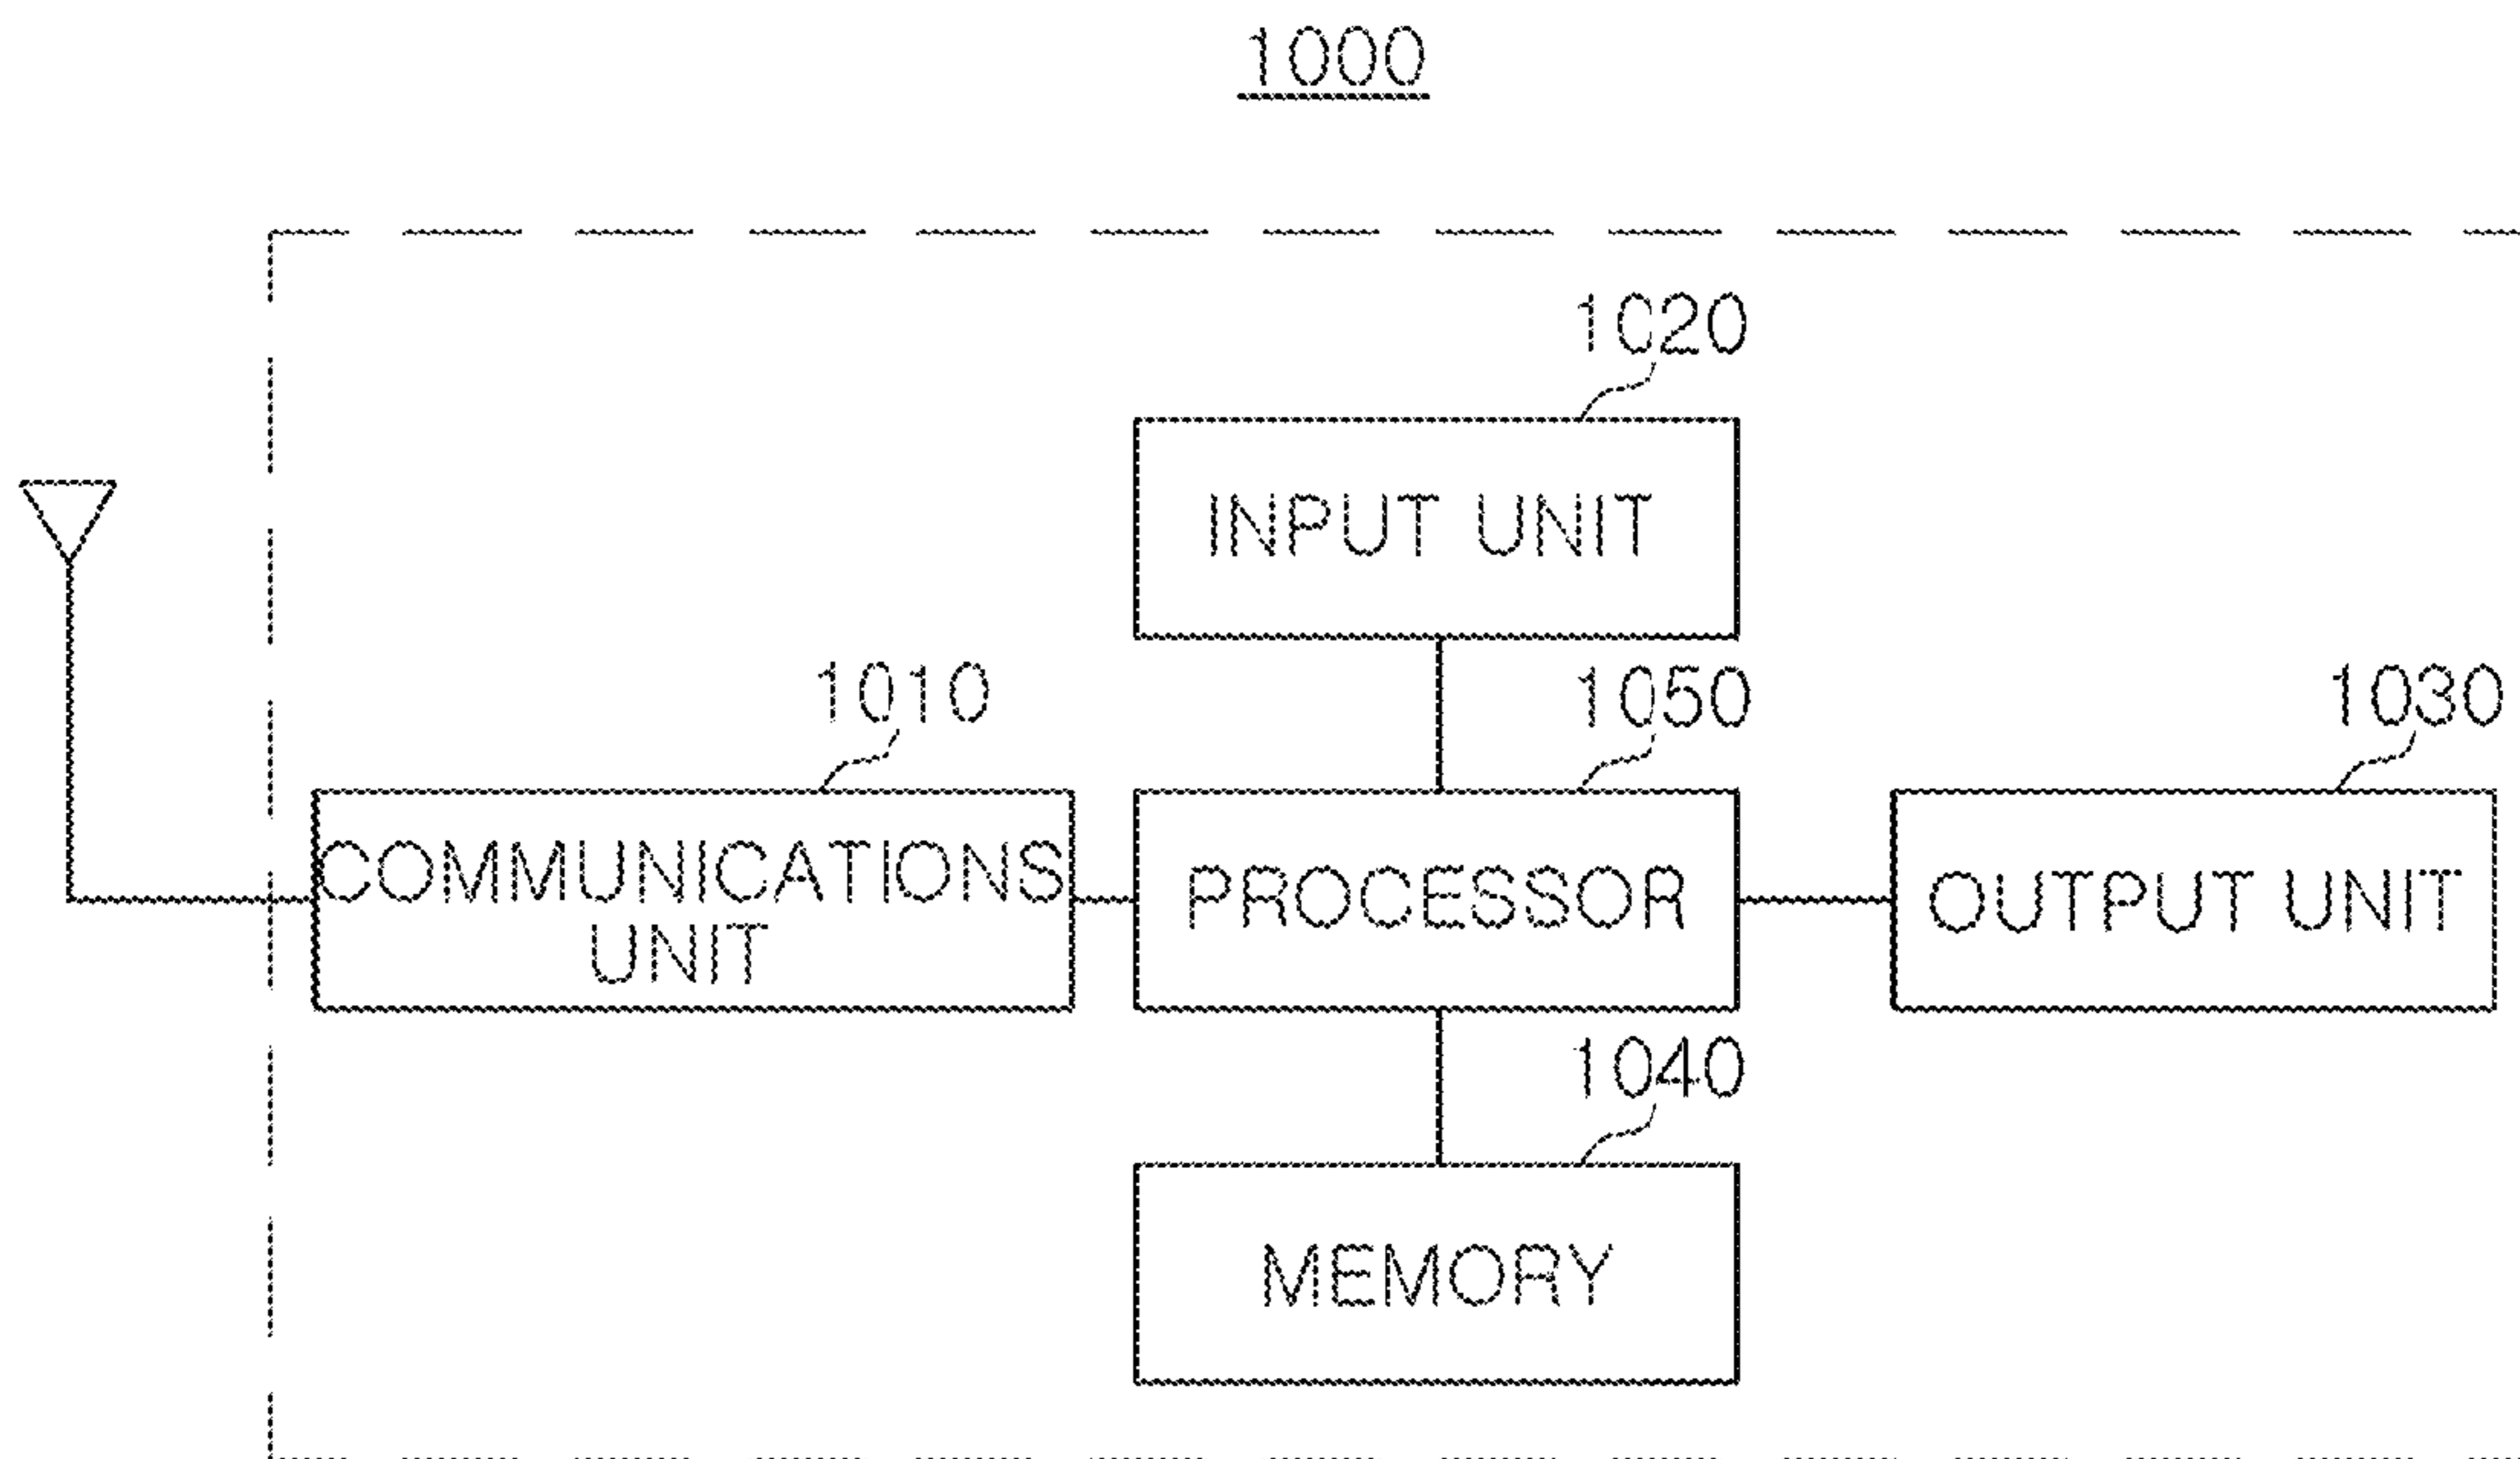 1000
1020
INPUT UNIT
1010
1050
1030
COMMUNICATIONS
UNIT
PROCESSOR
OUTPUT UNIT
1040
MEMORY